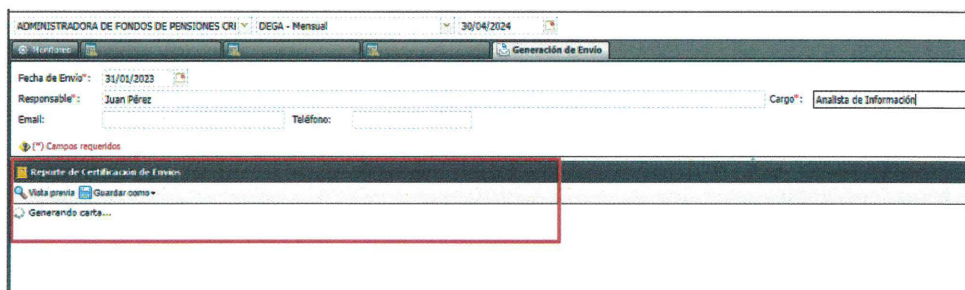 ADMINISTRADORA DE FONDOS DE PENSIONES CRI DEGA - Mensual 30/04/2024
Monitoreo Generación de Envío
Fecha de Envío*: 31/01/2023
Responsable*: Juan Pérez Cargo*: Analista de Información
Email: Teléfono:
(*) Campos requeridos
Reporte de Certificación de Envíos
Vista previa Guardar como
Generando carta...